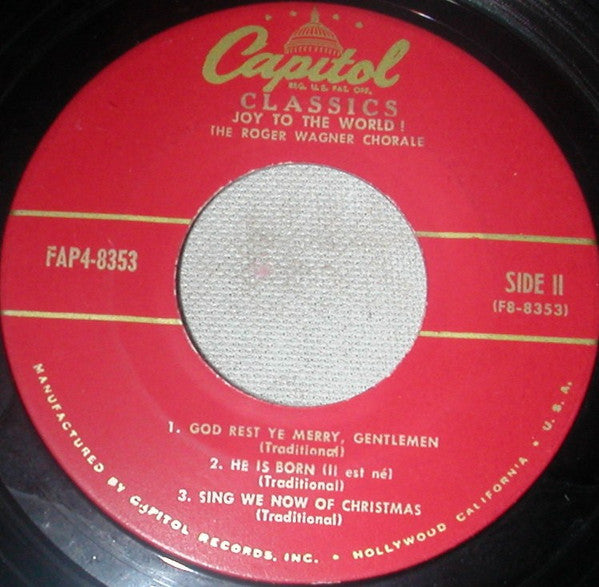 Capitol
REG. U.S. PAT. OFF.
CLASSICS
JOY TO THE WORLD!
THE ROGER WAGNER CHORALE
FAP4-8353
SIDE II
(F8-8353)
1. GOD REST YE MERRY, GENTLEMEN
(Traditional)
2. HE IS BORN (Il est né)
(Traditional)
3. SING WE NOW OF CHRISTMAS
(Traditional)
MANUFACTURED BY CAPITOL RECORDS, INC. • HOLLYWOOD CALIFORNIA • U.S.A.